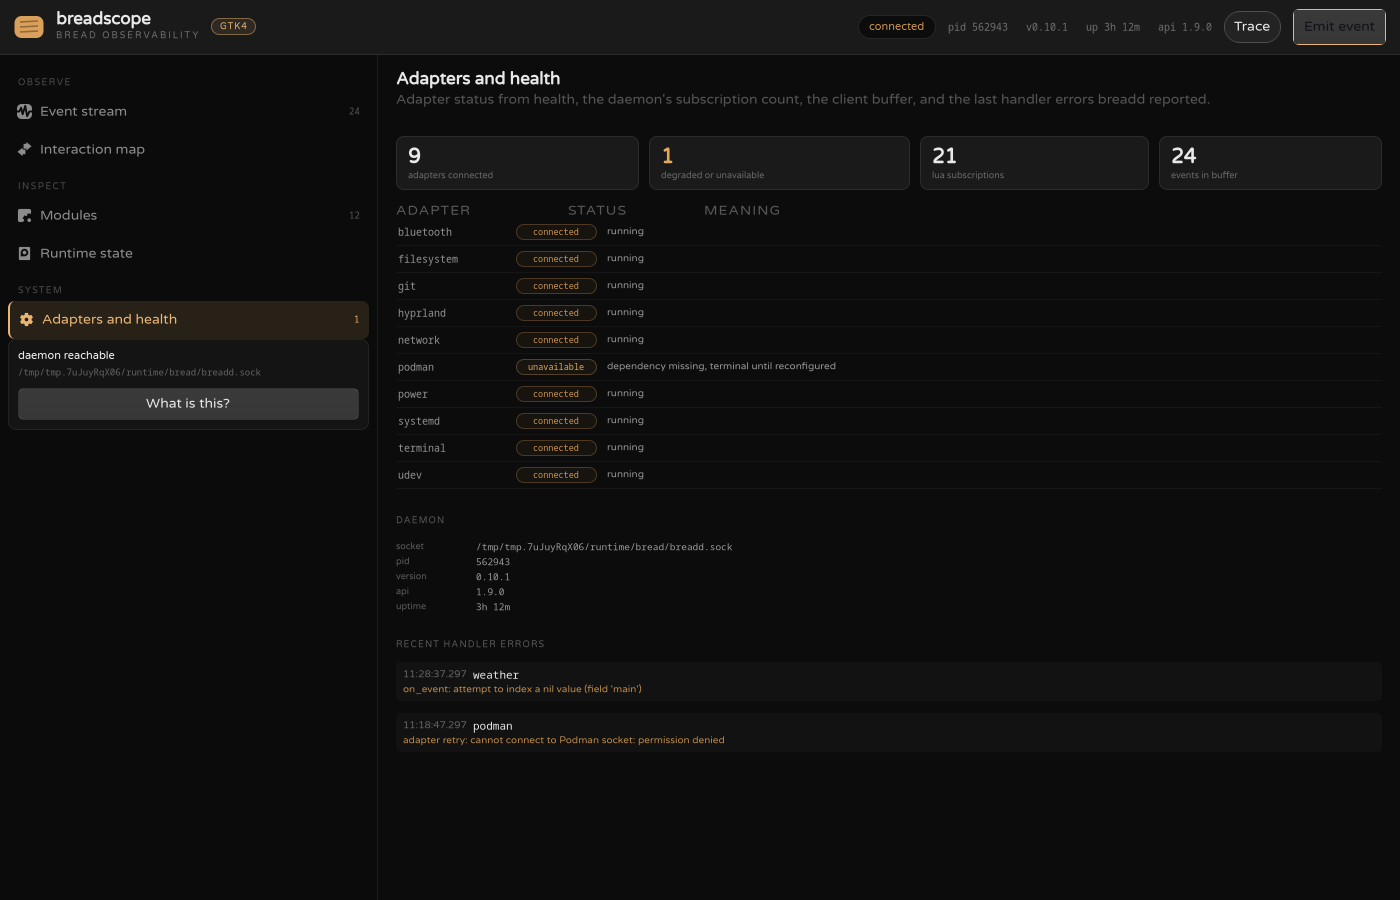 breadscope
BREAD OBSERVABILITY
GTK4
connected
pid 562943
v0.10.1
up 3h 12m
api 1.9.0
Trace
Emit event
OBSERVE
Event stream 24
Interaction map
INSPECT
Modules 12
Runtime state
SYSTEM
Adapters and health 1
daemon reachable
/tmp/tmp.7uJuyRqX06/runtime/bread/breadd.sock
What is this?
Adapters and health
Adapter status from health, the daemon's subscription count, the client buffer, and the last handler errors breadd reported.
9
adapters connected
1
degraded or unavailable
21
lua subscriptions
24
events in buffer
ADAPTER STATUS MEANING
bluetooth connected running
filesystem connected running
git connected running
hyprland connected running
network connected running
podman unavailable dependency missing, terminal until reconfigured
power connected running
systemd connected running
terminal connected running
udev connected running
DAEMON
socket /tmp/tmp.7uJuyRqX06/runtime/bread/breadd.sock
pid 562943
version 0.10.1
api 1.9.0
uptime 3h 12m
RECENT HANDLER ERRORS
11:28:37.297 weather
on_event: attempt to index a nil value (field 'main')
11:18:47.297 podman
adapter retry: cannot connect to Podman socket: permission denied